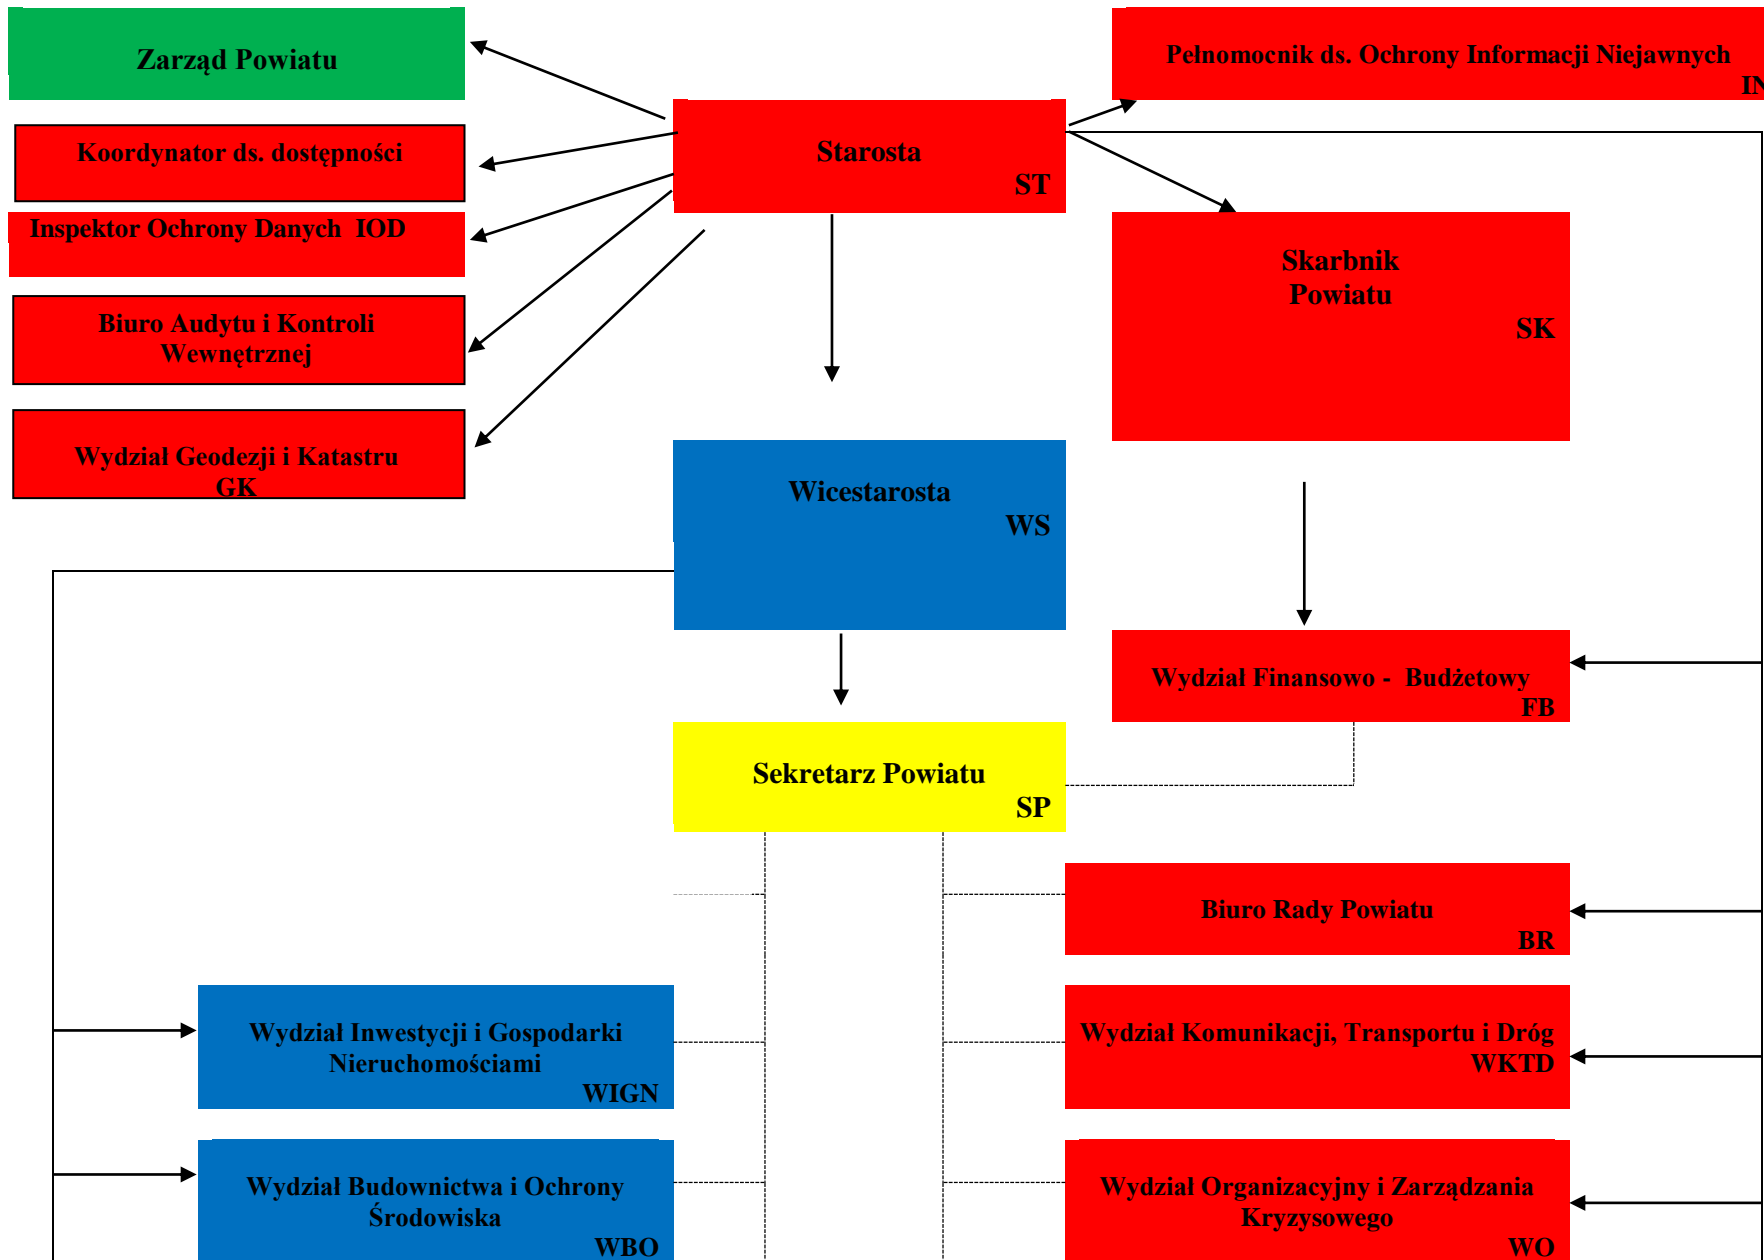 Zarząd Powiatu
Pełnomocnik ds. Ochrony Informacji Niejawnych
IN
Koordynator ds. dostępności
Starosta
ST
Inspektor Ochrony Danych  IOD
Skarbnik
Powiatu
SK
Biuro Audytu i Kontroli
Wewnętrznej
Wydział Geodezji i Katastru
GK
Wicestarosta
WS
Wydział Finansowo -  Budżetowy
FB
Sekretarz Powiatu
SP
Biuro Rady Powiatu
BR
Wydział Inwestycji i Gospodarki
Nieruchomościami
WIGN
Wydział Komunikacji, Transportu i Dróg
WKTD
Wydział Budownictwa i Ochrony
Środowiska
WBO
Wydział Organizacyjny i Zarządzania
Kryzysowego
WO